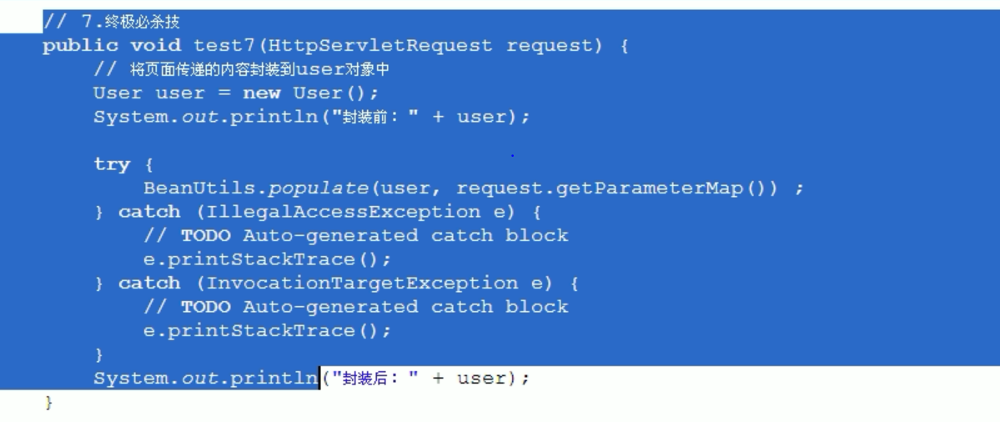 // 7.终极必杀技
public void test7(HttpServletRequest request) {
// 将页面传递的内容封装到user对象中
User user = new User();
System.out.println("封装前: " + user);
try {
BeanUtils.populate(user, request.getParameterMap()) ;
} catch (IllegalAccessException e) {
// TODO Auto-generated catch block
e.printStackTrace();
} catch (InvocationTargetException e) {
// TODO Auto-generated catch block
e.printStackTrace();
}
System.out.println("封装后: " + user);
}